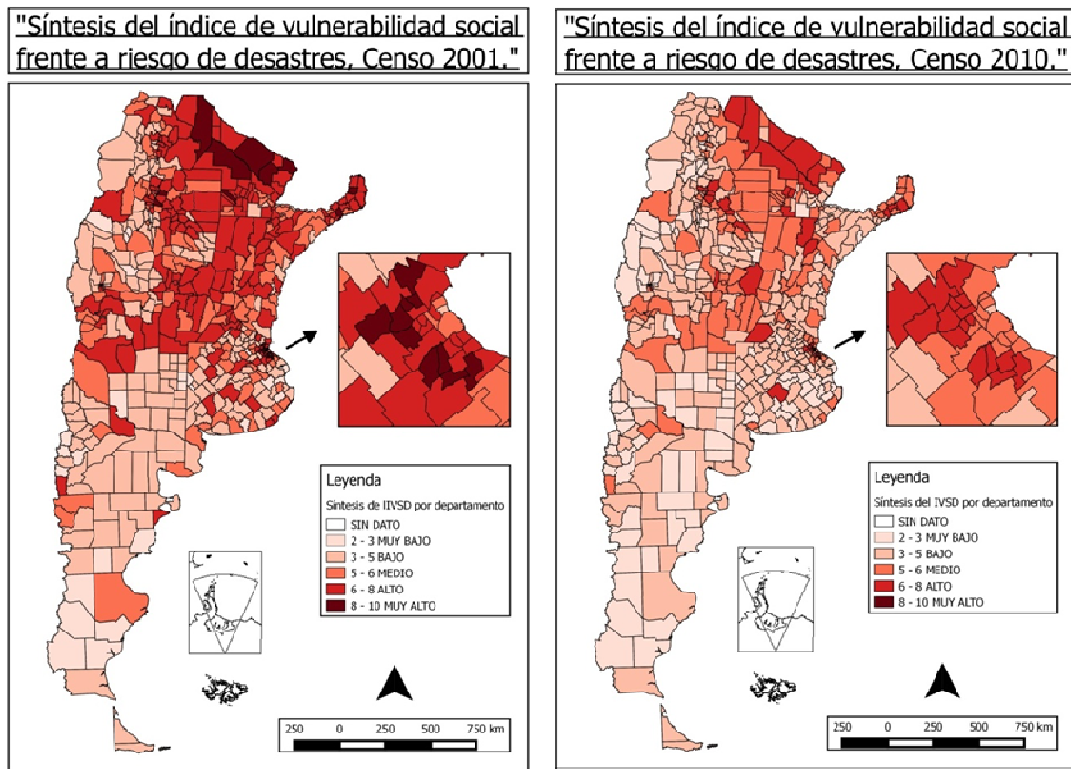 "Síntesis del índice de vulnerabilidad social
frente a riesgo de desastres, Censo 2001."
Leyenda
Síntesis de IIVSD por departamento
SIN DATO
2 - 3 MUY BAJO
3 - 5 BAJO
5 - 6 MEDIO
6 - 8 ALTO
8 - 10 MUY ALTO
250 0 250 500 750 km
"Síntesis del índice de vulnerabilidad social
frente a riesgo de desastres, Censo 2010."
Leyenda
Síntesis del IVSD por departamento
SIN DATO
2 - 3 MUY BAJO
3 - 5 BAJO
5 - 6 MEDIO
6 - 8 ALTO
8 - 10 MUY ALTO
250 0 250 500 750 km